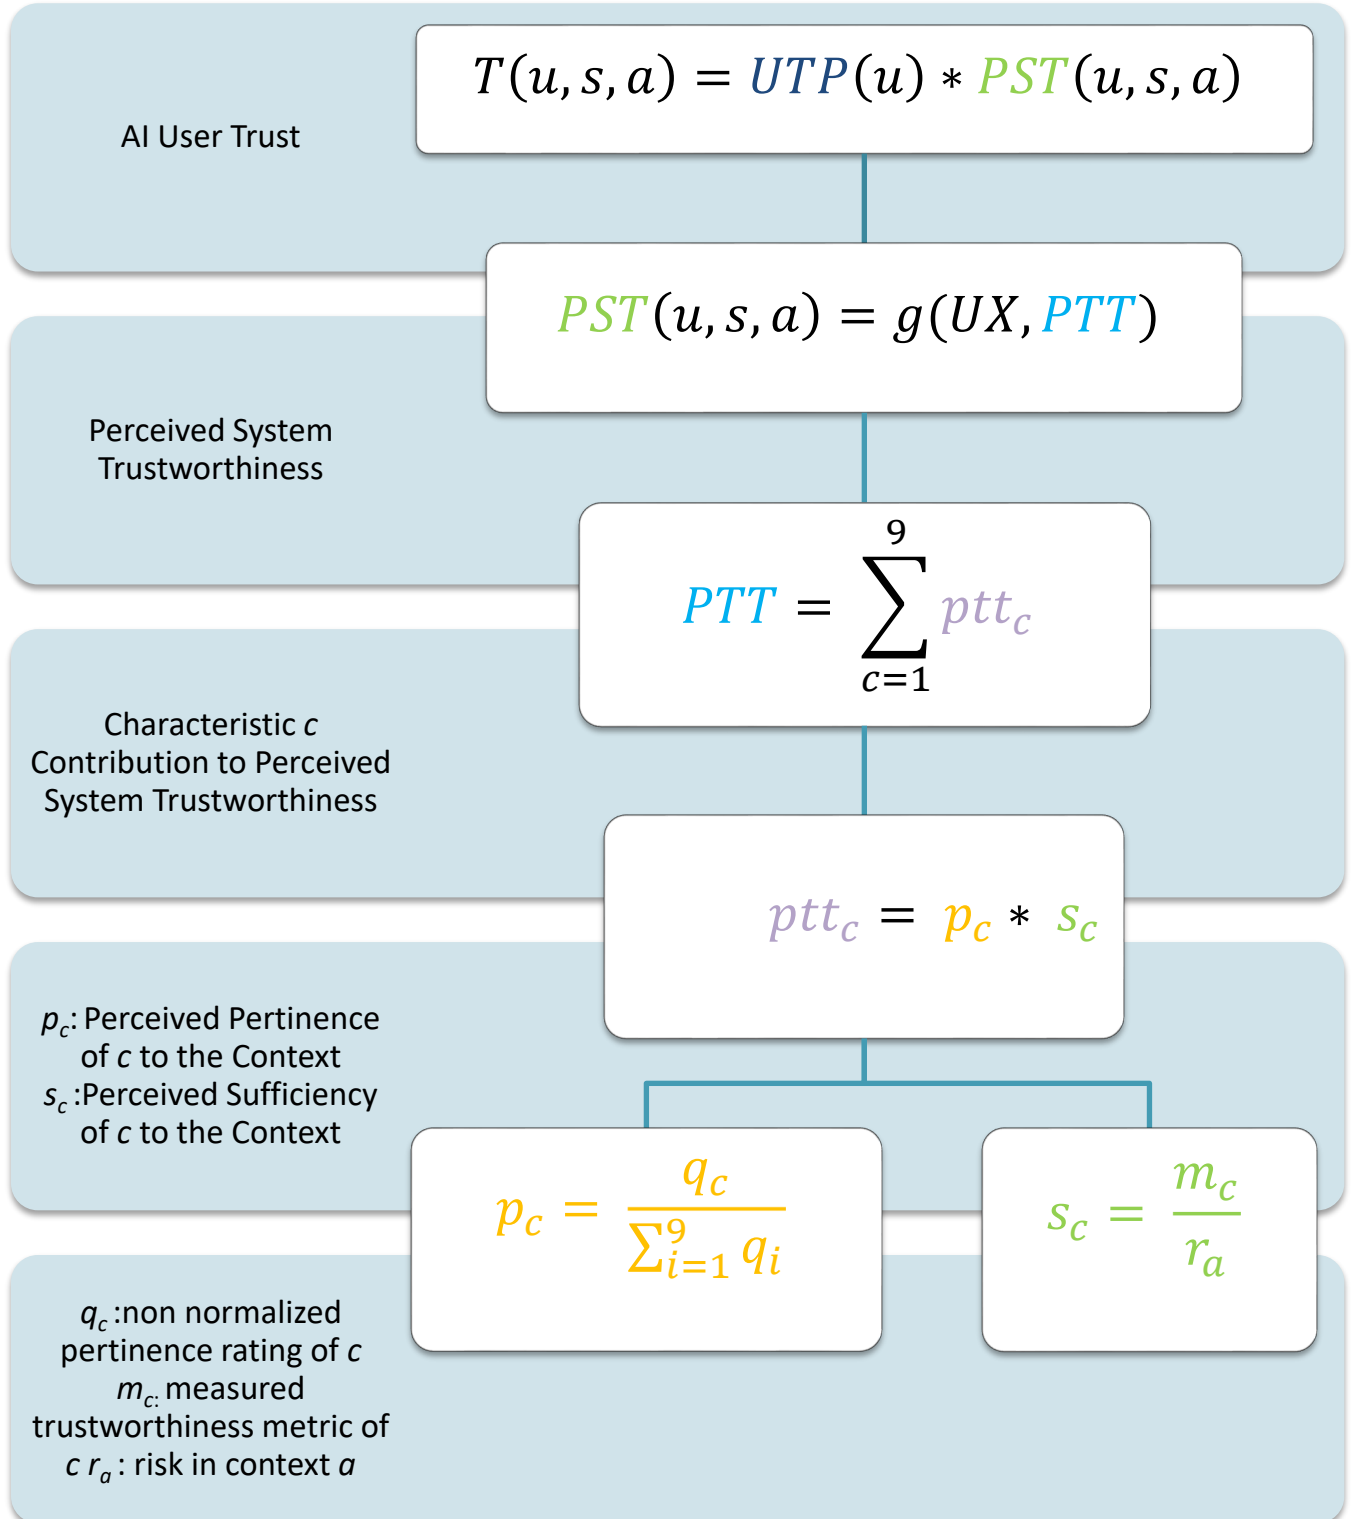 AI User Trust
T(u, s, a) = UTP(u) ∗ PST(u, s, a)
PST(u, s, a) = g(UX, PTT)
Perceived System
Trustworthiness
PTT = ∑_{c=1}^{9} ptt_c
Characteristic c
Contribution to Perceived
System Trustworthiness
ptt_c = p_c ∗ s_c
p_c: Perceived Pertinence
of c to the Context
s_c :Perceived Sufficiency
of c to the Context
p_c = q_c / ∑_{i=1}^{9} q_i
s_c = m_c / r_a
q_c :non normalized
pertinence rating of c
m_c: measured
trustworthiness metric of
c r_a : risk in context a